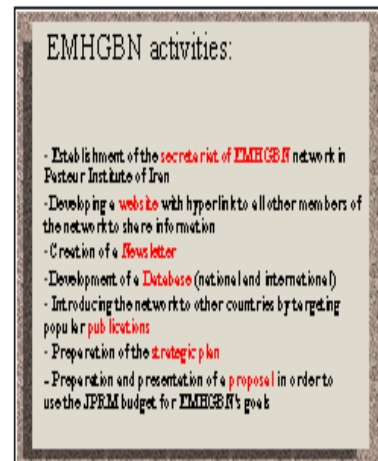 EMHGBN activities:
- Establishment of the secretariat of EMHGBN network in
Pasteur Institute of Iran
-Developing a website with hyperlink to all other members of
the network to share information
-Creation of a Newsletter
-Development of a Database (national and international)
- Introducing the network to other countries by targeting
popular publications
- Preparation of the strategic plan
- Preparation and presentation of a proposal in order to
use the JPRM budget for EMHGBN's goals